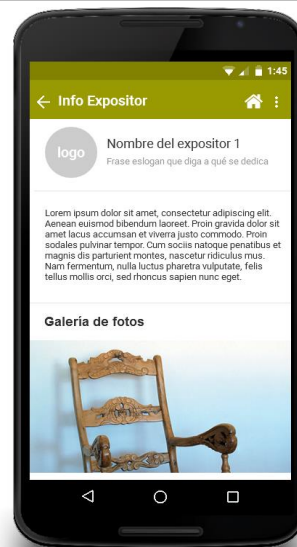 1:45
Info Expositor
logo
Nombre del expositor 1
Frase eslogan que diga a qué se dedica
Lorem ipsum dolor sit amet, consectetur adipiscing elit.
Aenean euismod bibendum laoreet. Proin gravida dolor sit
amet lacus accumsan et viverra justo commodo. Proin
sodales pulvinar tempor. Cum sociis natoque penatibus et
magnis dis parturient montes, nascetur ridiculus mus.
Nam fermentum, nulla luctus pharetra vulputate, felis
tellus mollis orci, sed rhoncus sapien nunc eget.
Galería de fotos